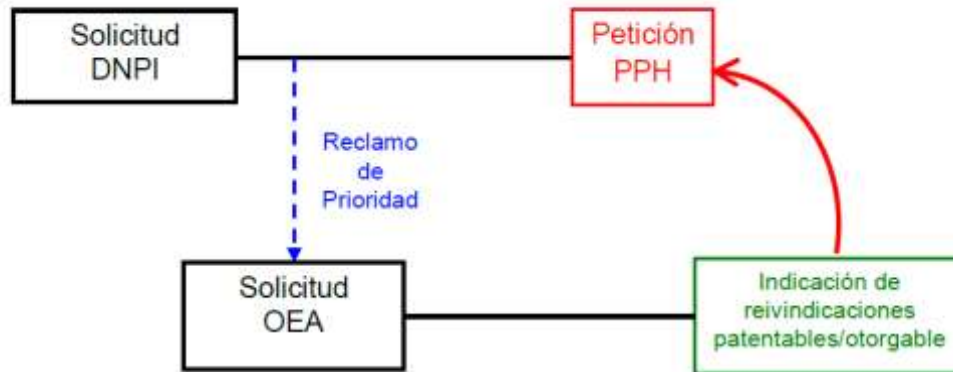 Solicitud
DNPI
Petición
PPH
Reclamo
de
Prioridad
Solicitud
OEA
Indicación de
reivindicaciones
patentables/otorgable